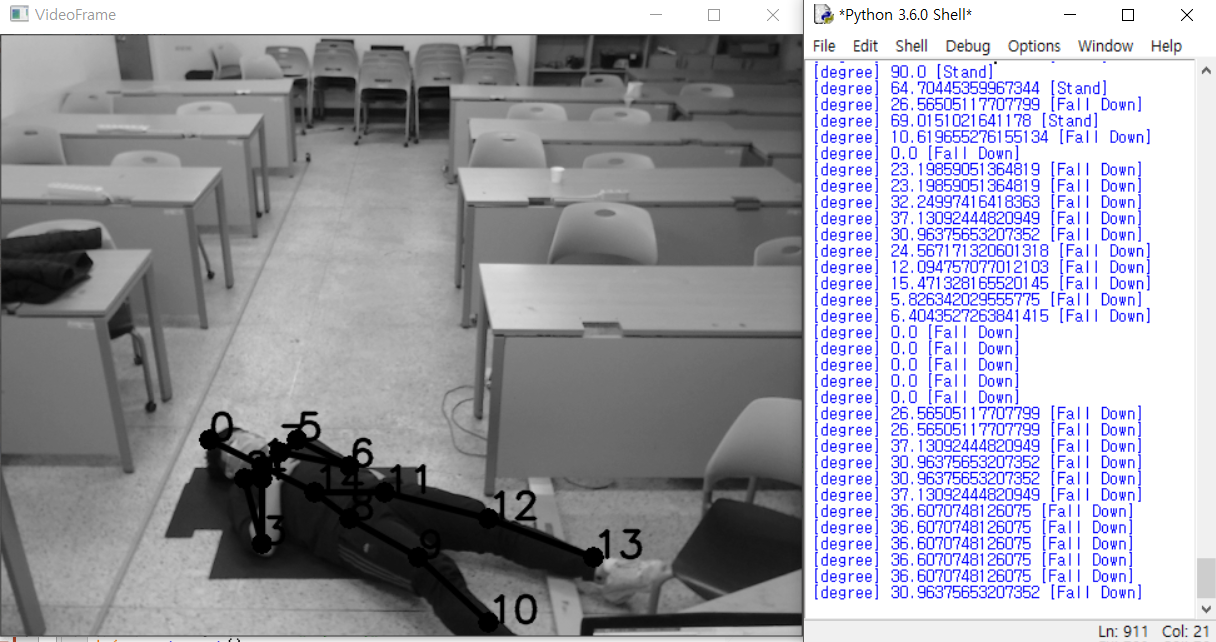 VideoFrame
0
5
6
14
11
8
12
3
9
13
10
*Python 3.6.0 Shell*
File Edit Shell Debug Options Window Help
[degree] 90.0 [Stand]
[degree] 64.70445359967344 [Stand]
[degree] 26.56505117707799 [Fall Down]
[degree] 69.0151021641178 [Stand]
[degree] 10.619655276155134 [Fall Down]
[degree] 0.0 [Fall Down]
[degree] 23.19859051364819 [Fall Down]
[degree] 23.19859051364819 [Fall Down]
[degree] 32.24997416418363 [Fall Down]
[degree] 37.13092444820949 [Fall Down]
[degree] 30.96375653207352 [Fall Down]
[degree] 24.567171320601318 [Fall Down]
[degree] 12.094757077012103 [Fall Down]
[degree] 15.471328165520145 [Fall Down]
[degree] 5.826342029555775 [Fall Down]
[degree] 6.4043527263841415 [Fall Down]
[degree] 0.0 [Fall Down]
[degree] 0.0 [Fall Down]
[degree] 0.0 [Fall Down]
[degree] 0.0 [Fall Down]
[degree] 0.0 [Fall Down]
[degree] 26.56505117707799 [Fall Down]
[degree] 26.56505117707799 [Fall Down]
[degree] 37.13092444820949 [Fall Down]
[degree] 30.96375653207352 [Fall Down]
[degree] 30.96375653207352 [Fall Down]
[degree] 37.13092444820949 [Fall Down]
[degree] 36.6070748126075 [Fall Down]
[degree] 36.6070748126075 [Fall Down]
[degree] 36.6070748126075 [Fall Down]
[degree] 36.6070748126075 [Fall Down]
[degree] 36.6070748126075 [Fall Down]
[degree] 30.96375653207352 [Fall Down]
Ln: 911 Col: 21